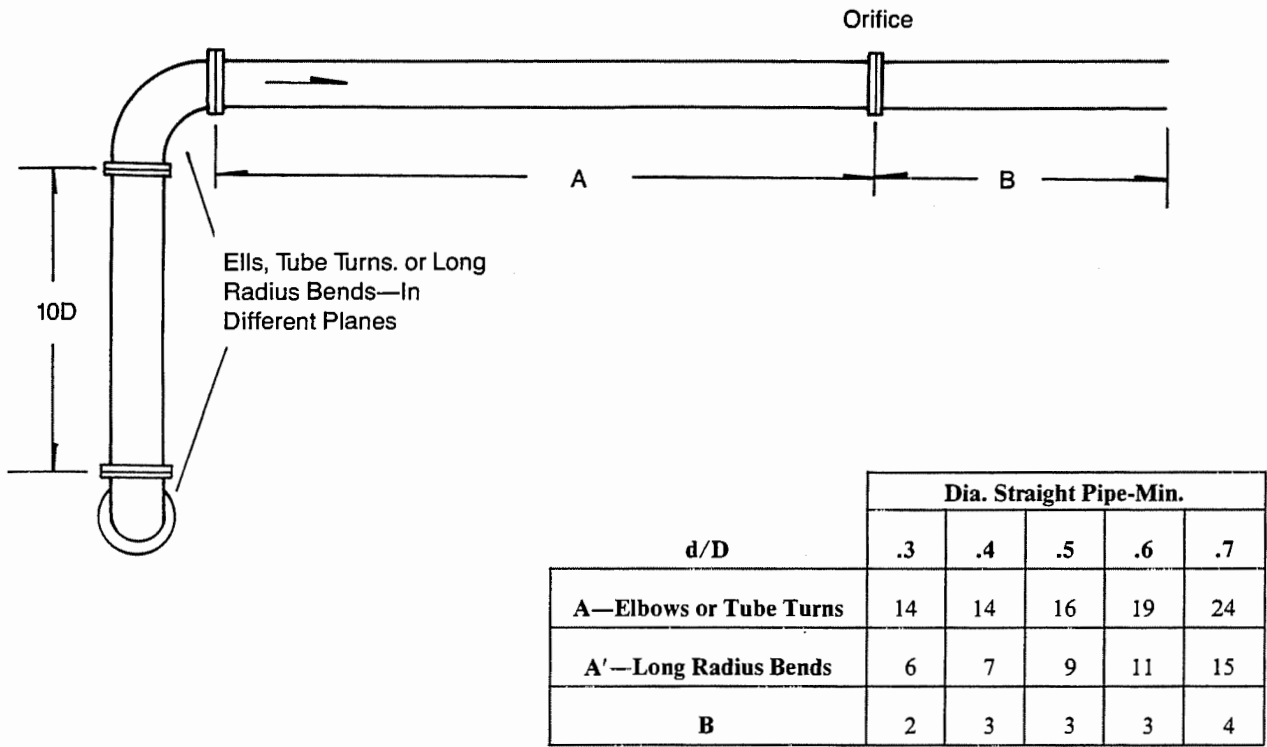 Orifice
A
B
Ells, Tube Turns. or Long
Radius Bends—In
Different Planes
10D
Dia. Straight Pipe-Min.
d/D .3 .4 .5 .6 .7
A—Elbows or Tube Turns 14 14 16 19 24
A'—Long Radius Bends 6 7 9 11 15
B 2 3 3 3 4